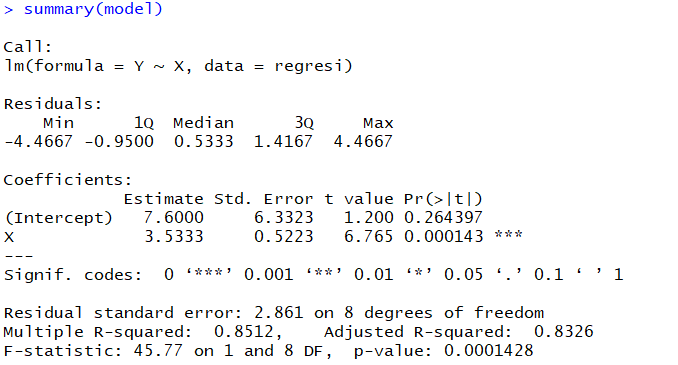 > summary(model)
Call:
lm(formula = Y ~ X, data = regresi)
Residuals:
    Min      1Q  Median      3Q     Max
-4.4667 -0.9500  0.5333  1.4167  4.4667
Coefficients:
            Estimate Std. Error t value Pr(>|t|)
(Intercept)   7.6000     6.3323   1.200 0.264397
X             3.5333     0.5223   6.765 0.000143 ***
---
Signif. codes:  0 ‘***’ 0.001 ‘**’ 0.01 ‘*’ 0.05 ‘.’ 0.1 ‘ ’ 1
Residual standard error: 2.861 on 8 degrees of freedom
Multiple R-squared:  0.8512,    Adjusted R-squared:  0.8326
F-statistic: 45.77 on 1 and 8 DF,  p-value: 0.0001428